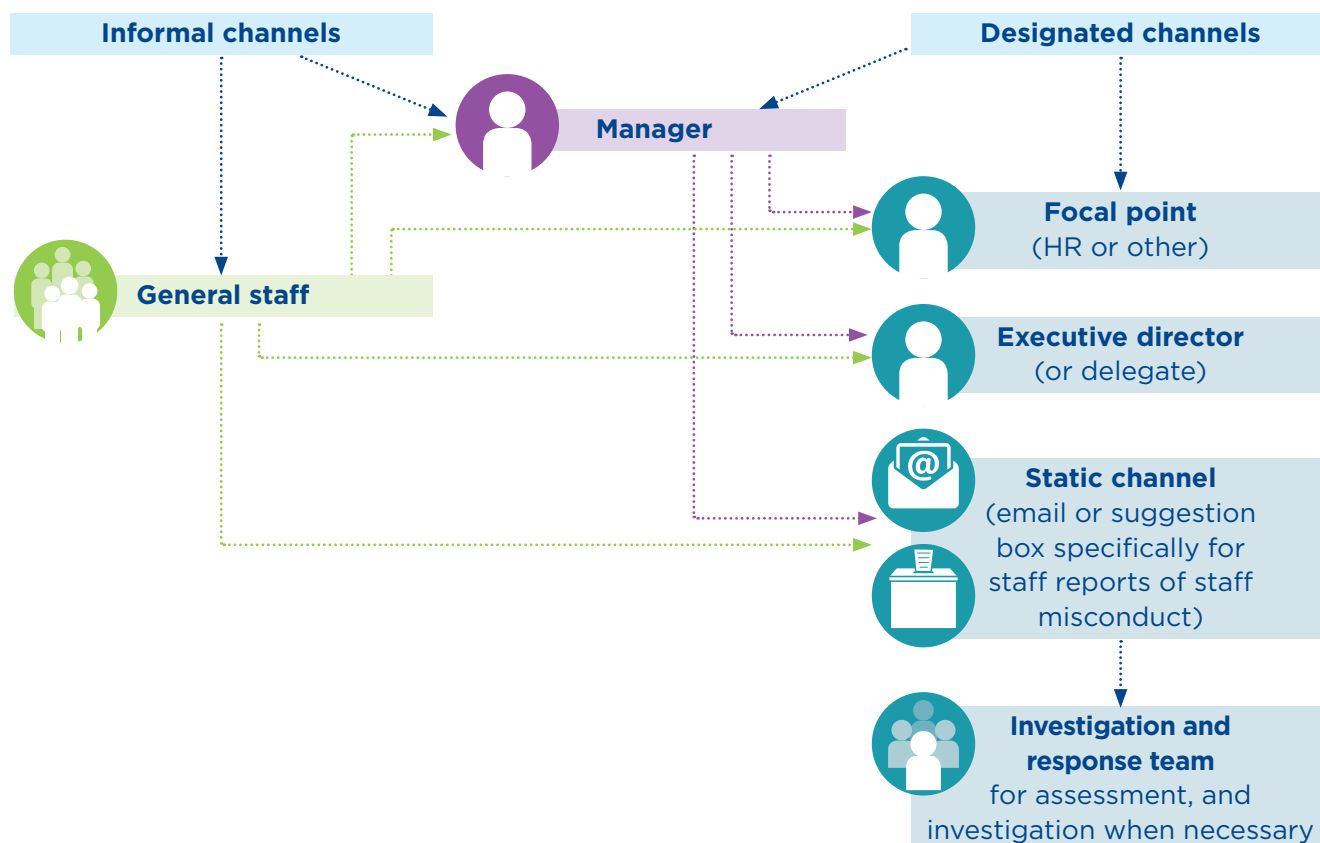 Informal channels
Designated channels
Manager
Focal point
(HR or other)
General staff
Executive director
(or delegate)
@
Static channel
(email or suggestion
box specifically for
staff reports of staff
misconduct)
Investigation and
response team
for assessment, and
investigation when necessary